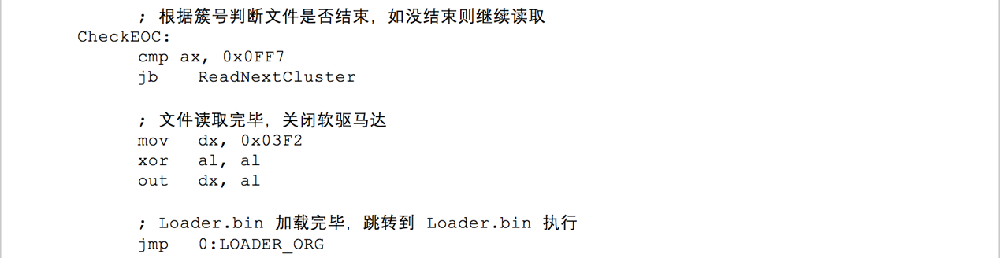 ; 根据簇号判断文件是否结束，如没结束则继续读取
CheckEOC:
cmp ax, 0x0FF7
jb ReadNextCluster
; 文件读取完毕，关闭软驱马达
mov dx, 0x03F2
xor al, al
out dx, al
; Loader.bin 加载完毕，跳转到 Loader.bin 执行
jmp 0:LOADER_ORG